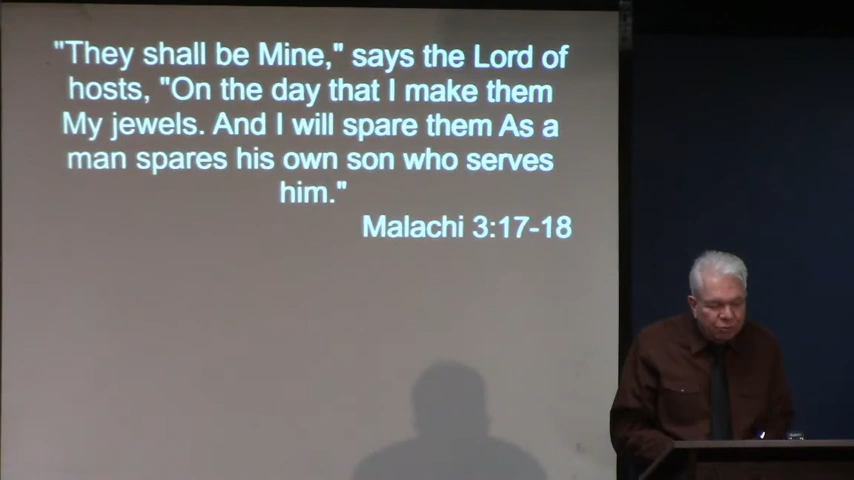 "They shall be Mine," says the Lord of
hosts, "On the day that I make them
My jewels. And I will spare them As a
man spares his own son who serves
him."
Malachi 3:17-18